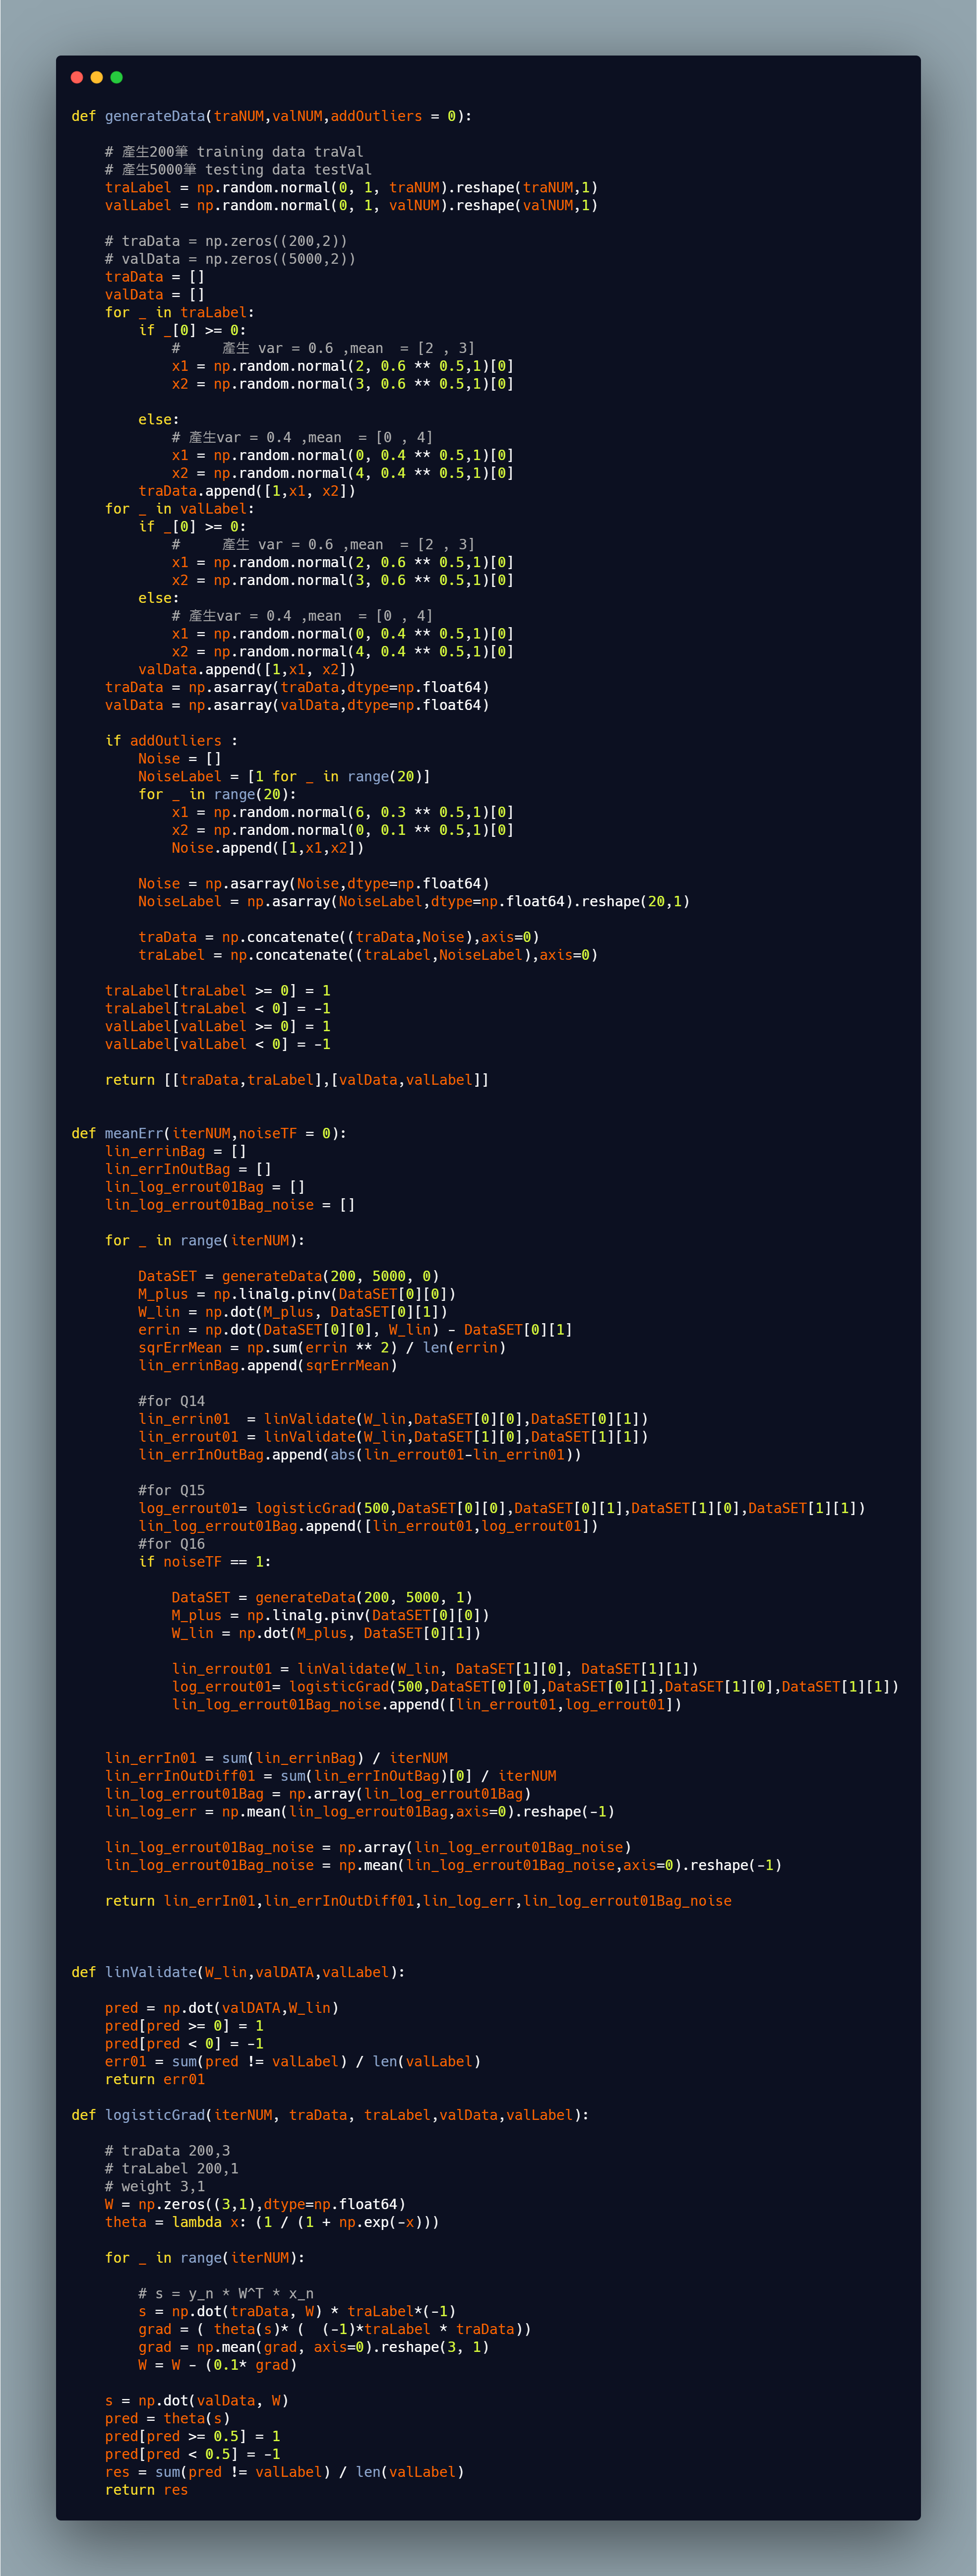 def generateData(traNUM,valNUM,addOutliers = 0):
    # 產生200筆 training data traVal
    # 產生5000筆 testing data testVal
    traLabel = np.random.normal(0, 1, traNUM).reshape(traNUM,1)
    valLabel = np.random.normal(0, 1, valNUM).reshape(valNUM,1)
    # traData = np.zeros((200,2))
    # valData = np.zeros((5000,2))
    traData = []
    valData = []
    for _ in traLabel:
        if _[0] >= 0:
            #     產生 var = 0.6 ,mean  = [2 , 3]
            x1 = np.random.normal(2, 0.6 ** 0.5,1)[0]
            x2 = np.random.normal(3, 0.6 ** 0.5,1)[0]
        else:
            # 產生var = 0.4 ,mean  = [0 , 4]
            x1 = np.random.normal(0, 0.4 ** 0.5,1)[0]
            x2 = np.random.normal(4, 0.4 ** 0.5,1)[0]
        traData.append([1,x1, x2])
    for _ in valLabel:
        if _[0] >= 0:
            #     產生 var = 0.6 ,mean  = [2 , 3]
            x1 = np.random.normal(2, 0.6 ** 0.5,1)[0]
            x2 = np.random.normal(3, 0.6 ** 0.5,1)[0]
        else:
            # 產生var = 0.4 ,mean  = [0 , 4]
            x1 = np.random.normal(0, 0.4 ** 0.5,1)[0]
            x2 = np.random.normal(4, 0.4 ** 0.5,1)[0]
        valData.append([1,x1, x2])
    traData = np.asarray(traData,dtype=np.float64)
    valData = np.asarray(valData,dtype=np.float64)
    if addOutliers :
        Noise = []
        NoiseLabel = [1 for _ in range(20)]
        for _ in range(20):
            x1 = np.random.normal(6, 0.3 ** 0.5,1)[0]
            x2 = np.random.normal(0, 0.1 ** 0.5,1)[0]
            Noise.append([1,x1,x2])
        Noise = np.asarray(Noise,dtype=np.float64)
        NoiseLabel = np.asarray(NoiseLabel,dtype=np.float64).reshape(20,1)
        traData = np.concatenate((traData,Noise),axis=0)
        traLabel = np.concatenate((traLabel,NoiseLabel),axis=0)
    traLabel[traLabel >= 0] = 1
    traLabel[traLabel < 0] = -1
    valLabel[valLabel >= 0] = 1
    valLabel[valLabel < 0] = -1
    return [[traData,traLabel],[valData,valLabel]]
def meanErr(iterNUM,noiseTF = 0):
    lin_errinBag = []
    lin_errInOutBag = []
    lin_log_errout01Bag = []
    lin_log_errout01Bag_noise = []
    for _ in range(iterNUM):
        DataSET = generateData(200, 5000, 0)
        M_plus = np.linalg.pinv(DataSET[0][0])
        W_lin = np.dot(M_plus, DataSET[0][1])
        errin = np.dot(DataSET[0][0], W_lin) - DataSET[0][1]
        sqrErrMean = np.sum(errin ** 2) / len(errin)
        lin_errinBag.append(sqrErrMean)
        #for Q14
        lin_errin01  = linValidate(W_lin,DataSET[0][0],DataSET[0][1])
        lin_errout01 = linValidate(W_lin,DataSET[1][0],DataSET[1][1])
        lin_errInOutBag.append(abs(lin_errout01-lin_errin01))
        #for Q15
        log_errout01= logisticGrad(500,DataSET[0][0],DataSET[0][1],DataSET[1][0],DataSET[1][1])
        lin_log_errout01Bag.append([lin_errout01,log_errout01])
        #for Q16
        if noiseTF == 1:
            DataSET = generateData(200, 5000, 1)
            M_plus = np.linalg.pinv(DataSET[0][0])
            W_lin = np.dot(M_plus, DataSET[0][1])
            lin_errout01 = linValidate(W_lin, DataSET[1][0], DataSET[1][1])
            log_errout01= logisticGrad(500,DataSET[0][0],DataSET[0][1],DataSET[1][0],DataSET[1][1])
            lin_log_errout01Bag_noise.append([lin_errout01,log_errout01])
    lin_errIn01 = sum(lin_errinBag) / iterNUM
    lin_errInOutDiff01 = sum(lin_errInOutBag)[0] / iterNUM
    lin_log_errout01Bag = np.array(lin_log_errout01Bag)
    lin_log_err = np.mean(lin_log_errout01Bag,axis=0).reshape(-1)
    lin_log_errout01Bag_noise = np.array(lin_log_errout01Bag_noise)
    lin_log_errout01Bag_noise = np.mean(lin_log_errout01Bag_noise,axis=0).reshape(-1)
    return lin_errIn01,lin_errInOutDiff01,lin_log_err,lin_log_errout01Bag_noise
def linValidate(W_lin,valDATA,valLabel):
    pred = np.dot(valDATA,W_lin)
    pred[pred >= 0] = 1
    pred[pred < 0] = -1
    err01 = sum(pred != valLabel) / len(valLabel)
    return err01
def logisticGrad(iterNUM, traData, traLabel,valData,valLabel):
    # traData 200,3
    # traLabel 200,1
    # weight 3,1
    W = np.zeros((3,1),dtype=np.float64)
    theta = lambda x: (1 / (1 + np.exp(-x)))
    for _ in range(iterNUM):
        # s = y_n * W^T * x_n
        s = np.dot(traData, W) * traLabel*(-1)
        grad = ( theta(s)* (  (-1)*traLabel * traData))
        grad = np.mean(grad, axis=0).reshape(3, 1)
        W = W - (0.1* grad)
    s = np.dot(valData, W)
    pred = theta(s)
    pred[pred >= 0.5] = 1
    pred[pred < 0.5] = -1
    res = sum(pred != valLabel) / len(valLabel)
    return res